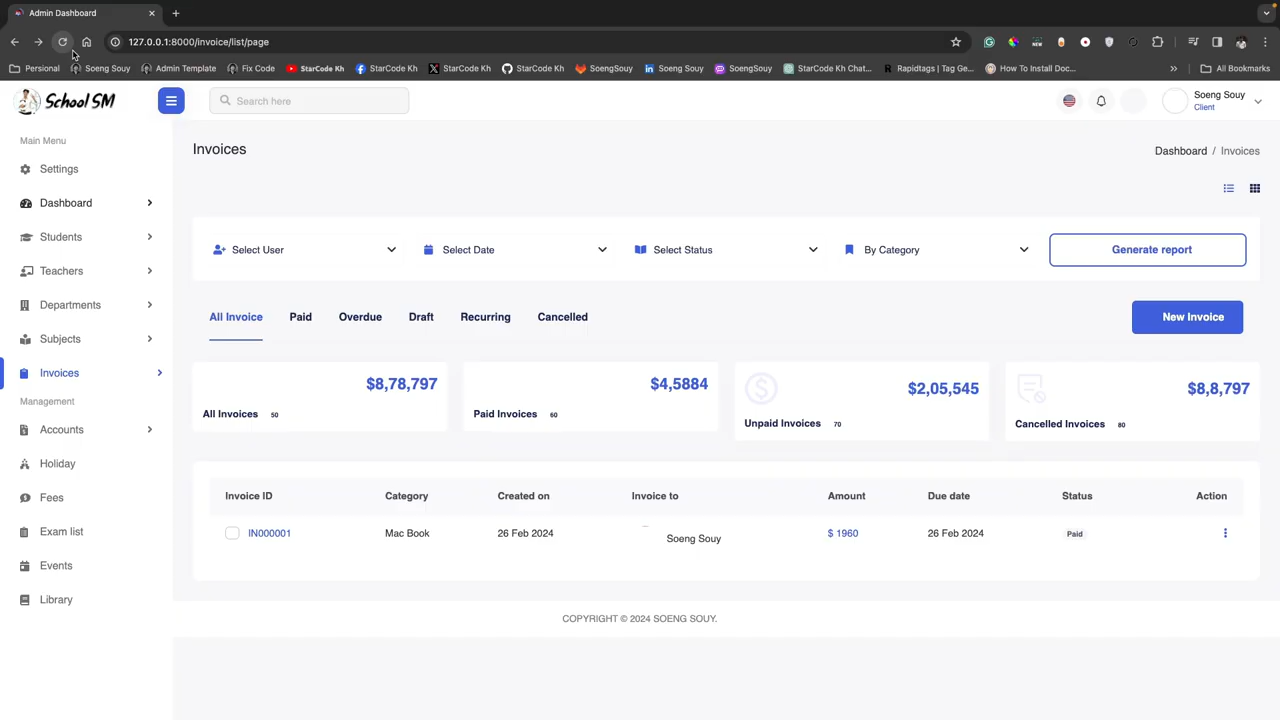 Admin Dashboard
127.0.0.1:8000/invoice/list/page
Personal Soeng Souy Admin Template Fix Code StarCode Kh StarCode Kh StarCode Kh StarCode Kh SoengSouy Soeng Souy SoengSouy StarCode Kh Chat... Rapidtags | Tag Ge... How To Install Doc... » All Bookmarks
School SM
Search here
Soeng Souy
Client
Main Menu
Settings
Dashboard
Students
Teachers
Departments
Subjects
Invoices
Management
Accounts
Holiday
Fees
Exam list
Events
Library
Invoices
Dashboard / Invoices
Select User Select Date Select Status By Category Generate report
All Invoice Paid Overdue Draft Recurring Cancelled New Invoice
$8,78,797
All Invoices 50
$4,5884
Paid Invoices 60
$2,05,545
Unpaid Invoices 70
$8,8,797
Cancelled Invoices 80
Invoice ID Category Created on Invoice to Amount Due date Status Action
IN000001 Mac Book 26 Feb 2024 Soeng Souy $ 1960 26 Feb 2024 Paid
COPYRIGHT © 2024 SOENG SOUY.